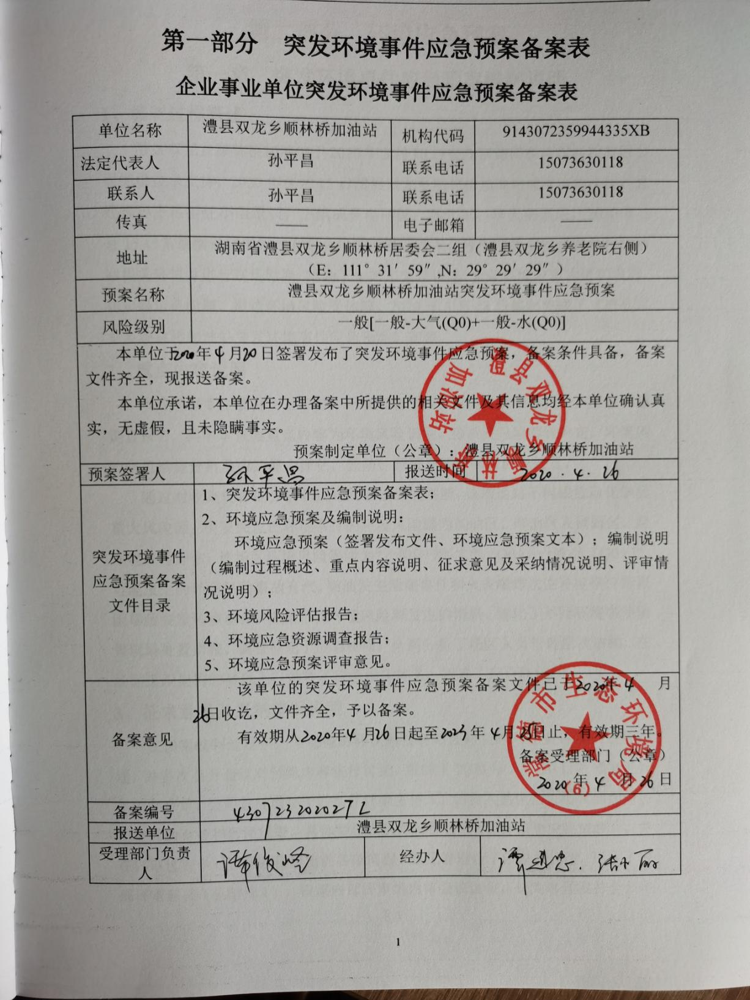 第一部分 突发环境事件应急预案备案表
企业事业单位突发环境事件应急预案备案表
单位名称 澧县双龙乡顺林桥加油站 机构代码 9143072359944335XB
法定代表人 孙平昌 联系电话 15073630118
联系人 孙平昌 联系电话 15073630118
传真 —— 电子邮箱 ——
地址 湖南省澧县双龙乡顺林桥居委会二组（澧县双龙乡养老院右侧）
（E：111°31′59″,N：29°29′29″）
预案名称 澧县双龙乡顺林桥加油站突发环境事件应急预案
风险级别 一般[一般-大气(Q0)+一般-水(Q0)]
本单位于2020年4月20日签署发布了突发环境事件应急预案，备案条件具备，备案
文件齐全，现报送备案。
本单位承诺，本单位在办理备案中所提供的相关文件及其信息均经本单位确认真
实，无虚假，且未隐瞒事实。
预案制定单位（公章）：澧县双龙乡顺林桥加油站
澧县双龙乡顺林桥加油站
预案签署人 孙平昌 报送时间 2020.4.26
突发环境事件
应急预案备案
文件目录
1、突发环境事件应急预案备案表；
2、环境应急预案及编制说明：
环境应急预案（签署发布文件、环境应急预案文本）；编制说明
（编制过程概述、重点内容说明、征求意见及采纳情况说明、评审情
况说明）；
3、环境风险评估报告；
4、环境应急资源调查报告；
5、环境应急预案评审意见。
备案意见
该单位的突发环境事件应急预案备案文件已于2020年4月
26日收讫，文件齐全，予以备案。
有效期从2020年4月26日起至2023年4月25日止，有效期三年。
备案受理部门（公章）
2020年4月26日
常德市生态环境局
(6)
备案编号 4307232020027L
报送单位 澧县双龙乡顺林桥加油站
受理部门负责
人
谭俊峰 经办人
1